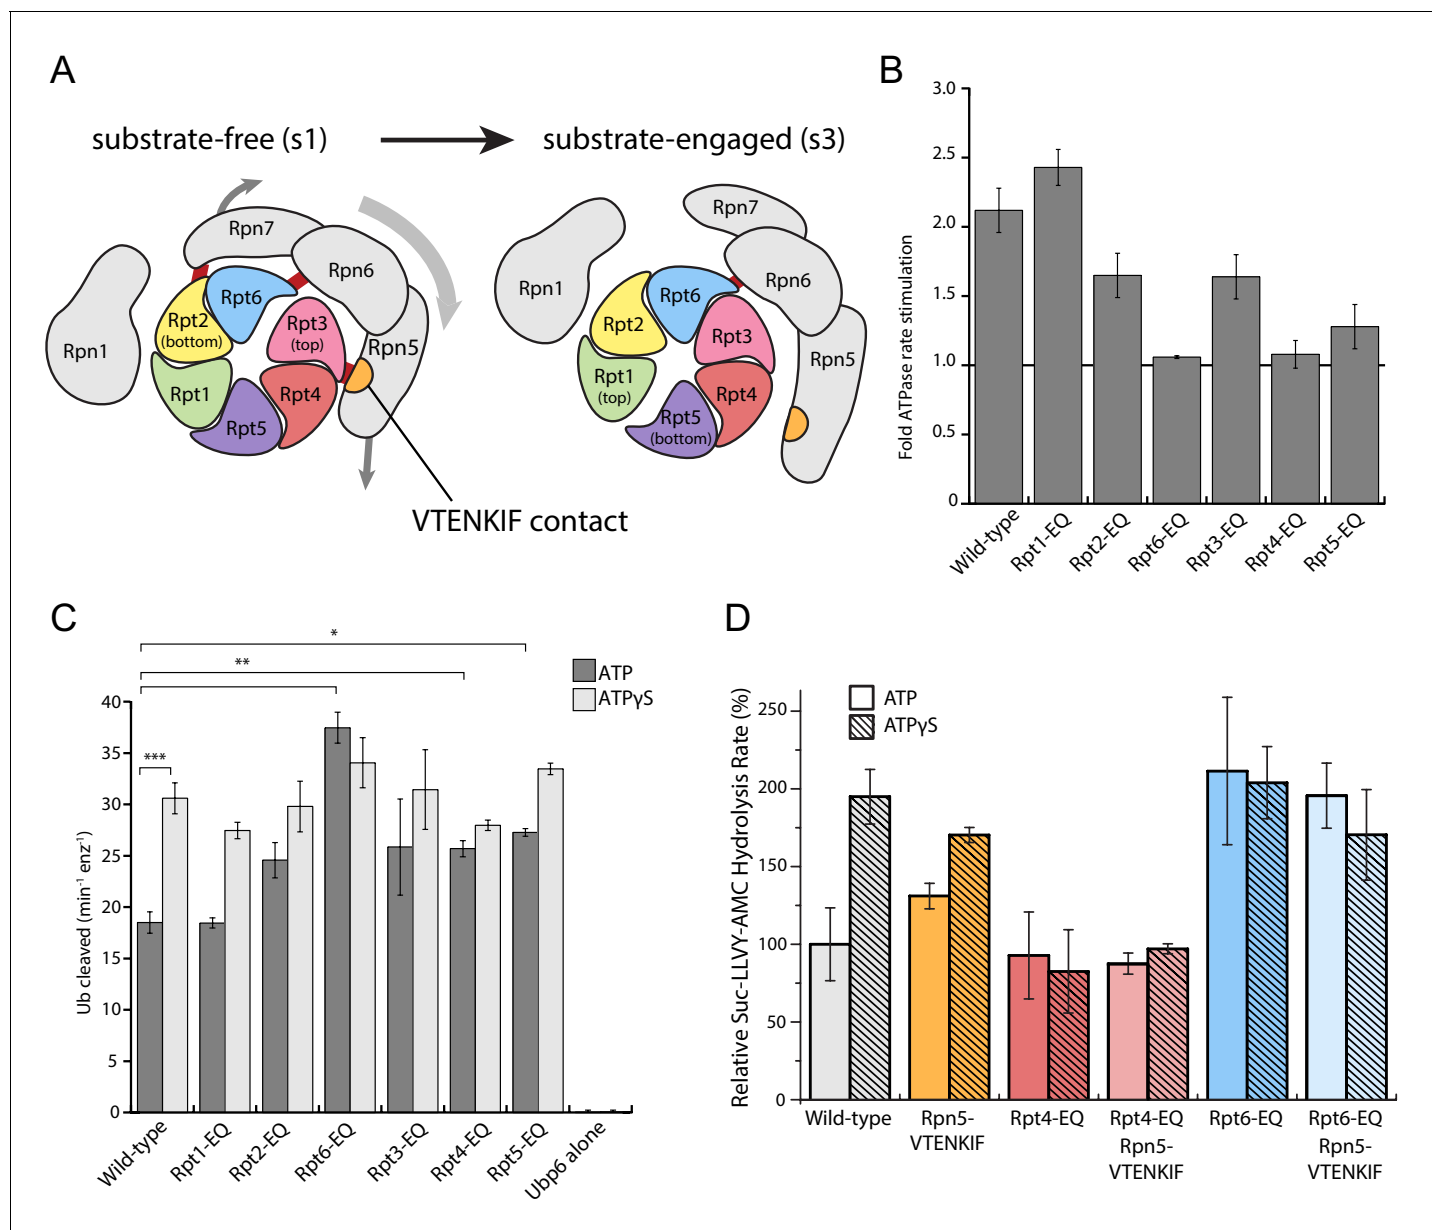 A
substrate-free (s1)
substrate-engaged (s3)
Rpn7
Rpn6
Rpt6
Rpt2
(bottom)
Rpt3
(top)
Rpn5
Rpn1
Rpt1
Rpt4
Rpt5
VTENKIF contact
Rpn7
Rpn6
Rpn1
Rpt6
Rpt2
Rpt3
Rpn5
Rpt1
(top)
Rpt4
Rpt5
(bottom)
B
Fold ATPase rate stimulation
3.0
2.5
2.0
1.5
1.0
0.5
0
Wild-type
Rpt1-EQ
Rpt2-EQ
Rpt6-EQ
Rpt3-EQ
Rpt4-EQ
Rpt5-EQ
C
*
**
***
ATP
ATPγS
Ub cleaved (min⁻¹ enz⁻¹)
40
35
30
25
20
15
10
5
0
Wild-type
Rpt1-EQ
Rpt2-EQ
Rpt6-EQ
Rpt3-EQ
Rpt4-EQ
Rpt5-EQ
Ubp6 alone
D
ATP
ATPγS
Relative Suc-LLVY-AMC Hydrolysis Rate (%)
250
200
150
100
50
0
Wild-type
Rpn5-
VTENKIF
Rpt4-EQ
Rpt4-EQ
Rpn5-
VTENKIF
Rpt6-EQ
Rpt6-EQ
Rpn5-
VTENKIF